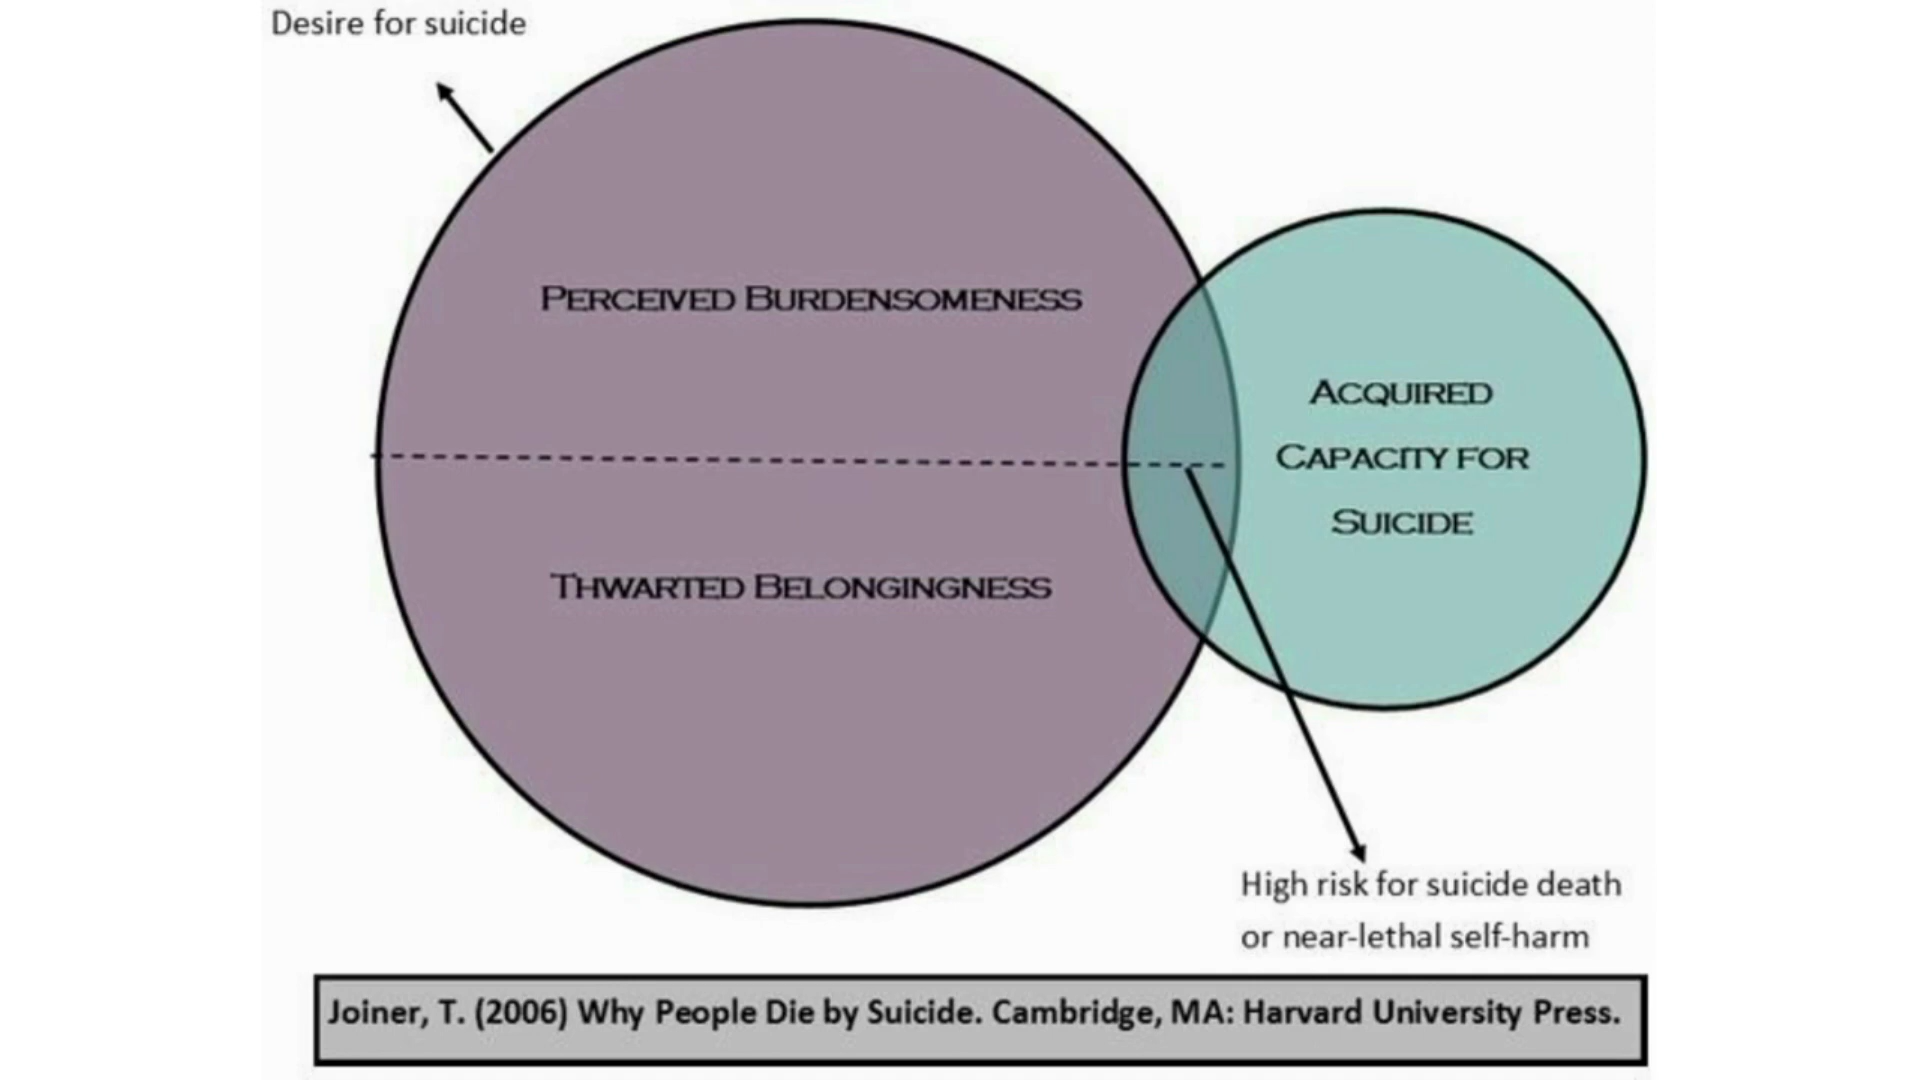 Desire for suicide
PERCEIVED BURDENSOMENESS
THWARTED BELONGINGNESS
ACQUIRED
CAPACITY FOR
SUICIDE
High risk for suicide death
or near-lethal self-harm
Joiner, T. (2006) Why People Die by Suicide. Cambridge, MA: Harvard University Press.